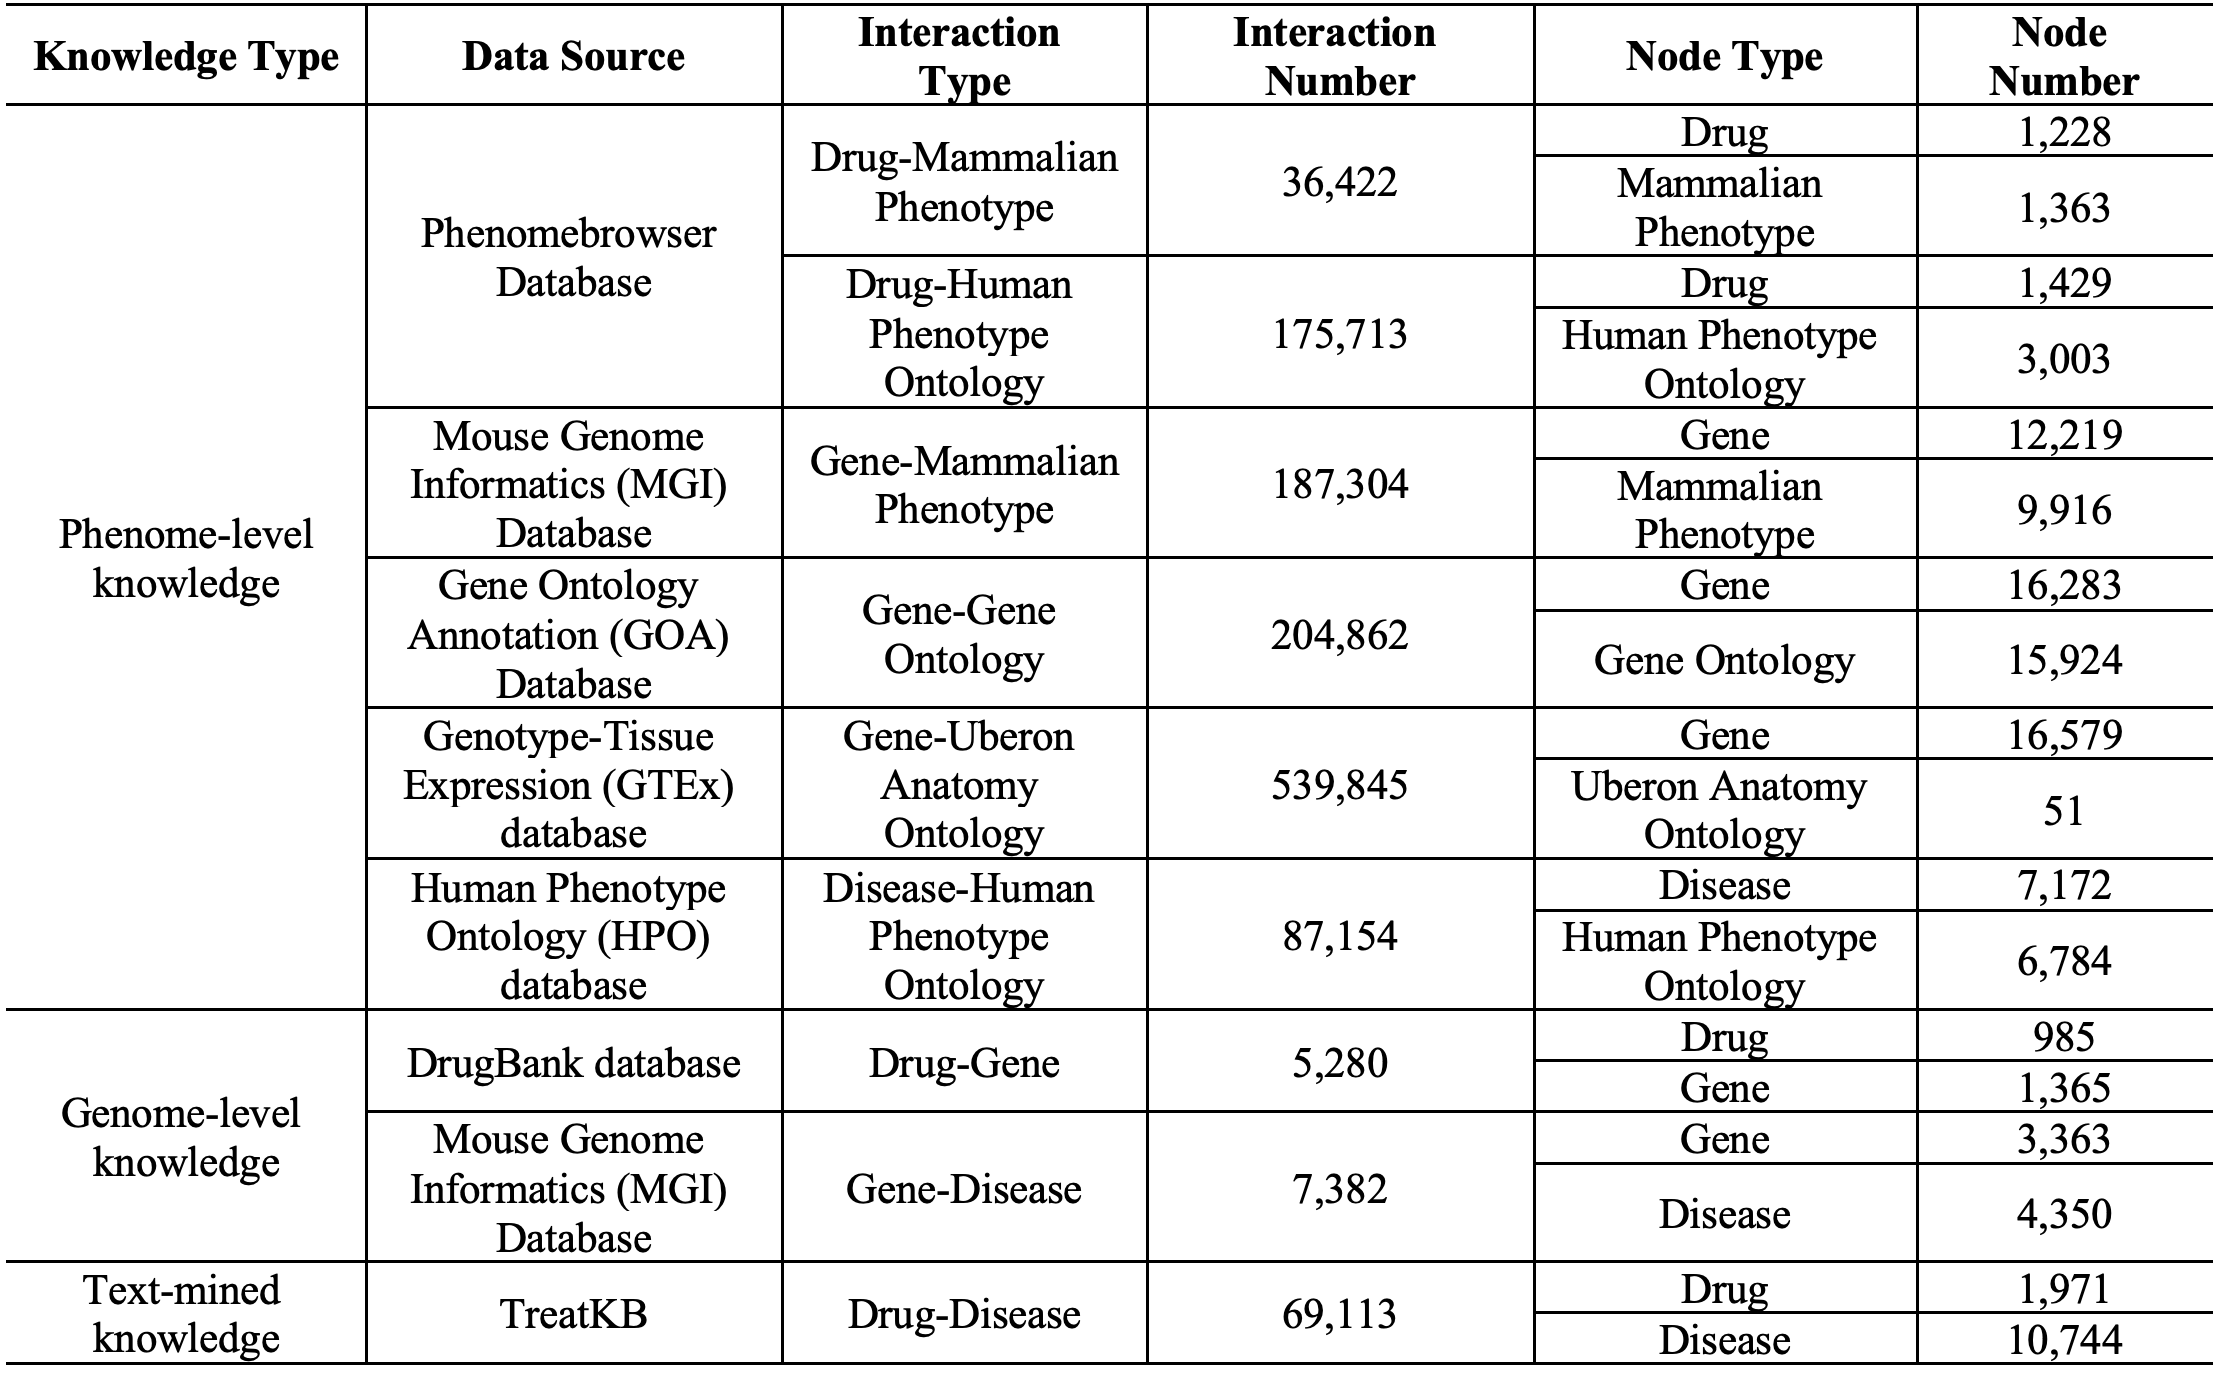 Knowledge Type
Data Source
Interaction
Type
Interaction
Number
Node Type
Node
Number
Phenome-level
knowledge
Phenomebrowser
Database
Drug-Mammalian
Phenotype
36,422
Drug
1,228
Mammalian
Phenotype
1,363
Drug-Human
Phenotype
Ontology
175,713
Drug
1,429
Human Phenotype
Ontology
3,003
Mouse Genome
Informatics (MGI)
Database
Gene-Mammalian
Phenotype
187,304
Gene
12,219
Mammalian
Phenotype
9,916
Gene Ontology
Annotation (GOA)
Database
Gene-Gene
Ontology
204,862
Gene
16,283
Gene Ontology
15,924
Genotype-Tissue
Expression (GTEx)
database
Gene-Uberon
Anatomy
Ontology
539,845
Gene
16,579
Uberon Anatomy
Ontology
51
Human Phenotype
Ontology (HPO)
database
Disease-Human
Phenotype
Ontology
87,154
Disease
7,172
Human Phenotype
Ontology
6,784
Genome-level
knowledge
DrugBank database
Drug-Gene
5,280
Drug
985
Gene
1,365
Mouse Genome
Informatics (MGI)
Database
Gene-Disease
7,382
Gene
3,363
Disease
4,350
Text-mined
knowledge
TreatKB
Drug-Disease
69,113
Drug
1,971
Disease
10,744